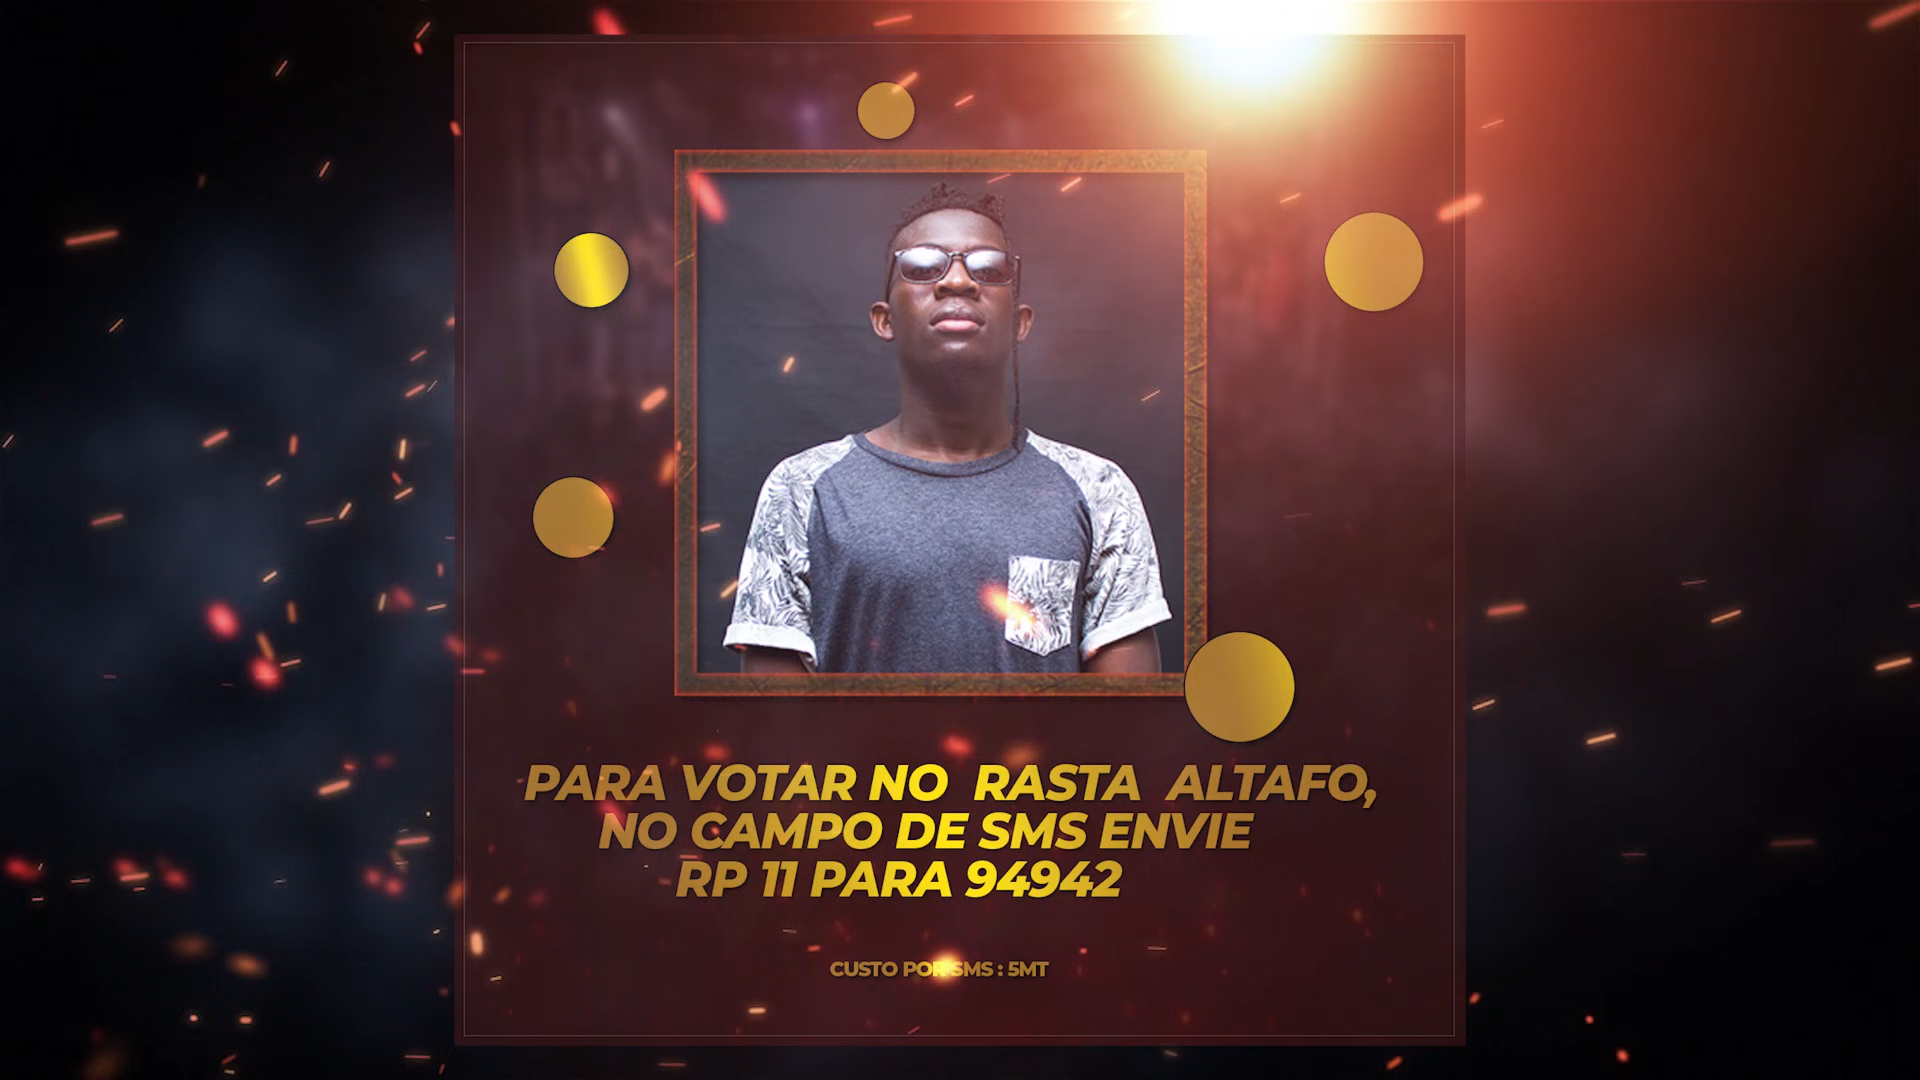 PARA VOTAR NO RASTA ALTAFO,
NO CAMPO DE SMS ENVIE
RP 11 PARA 94942
CUSTO POR SMS : 5MT